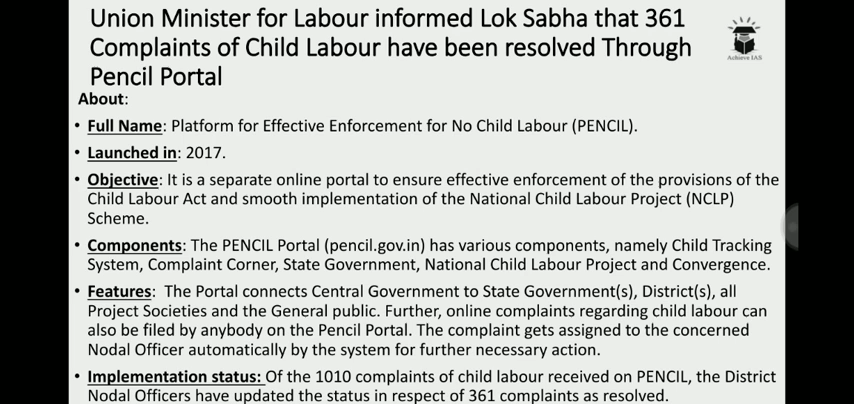 Union Minister for Labour informed Lok Sabha that 361
Complaints of Child Labour have been resolved Through
Pencil Portal
Achieve IAS
About:
• Full Name: Platform for Effective Enforcement for No Child Labour (PENCIL).
• Launched in: 2017.
• Objective: It is a separate online portal to ensure effective enforcement of the provisions of the
Child Labour Act and smooth implementation of the National Child Labour Project (NCLP)
Scheme.
• Components: The PENCIL Portal (pencil.gov.in) has various components, namely Child Tracking
System, Complaint Corner, State Government, National Child Labour Project and Convergence.
• Features: The Portal connects Central Government to State Government(s), District(s), all
Project Societies and the General public. Further, online complaints regarding child labour can
also be filed by anybody on the Pencil Portal. The complaint gets assigned to the concerned
Nodal Officer automatically by the system for further necessary action.
• Implementation status: Of the 1010 complaints of child labour received on PENCIL, the District
Nodal Officers have updated the status in respect of 361 complaints as resolved.